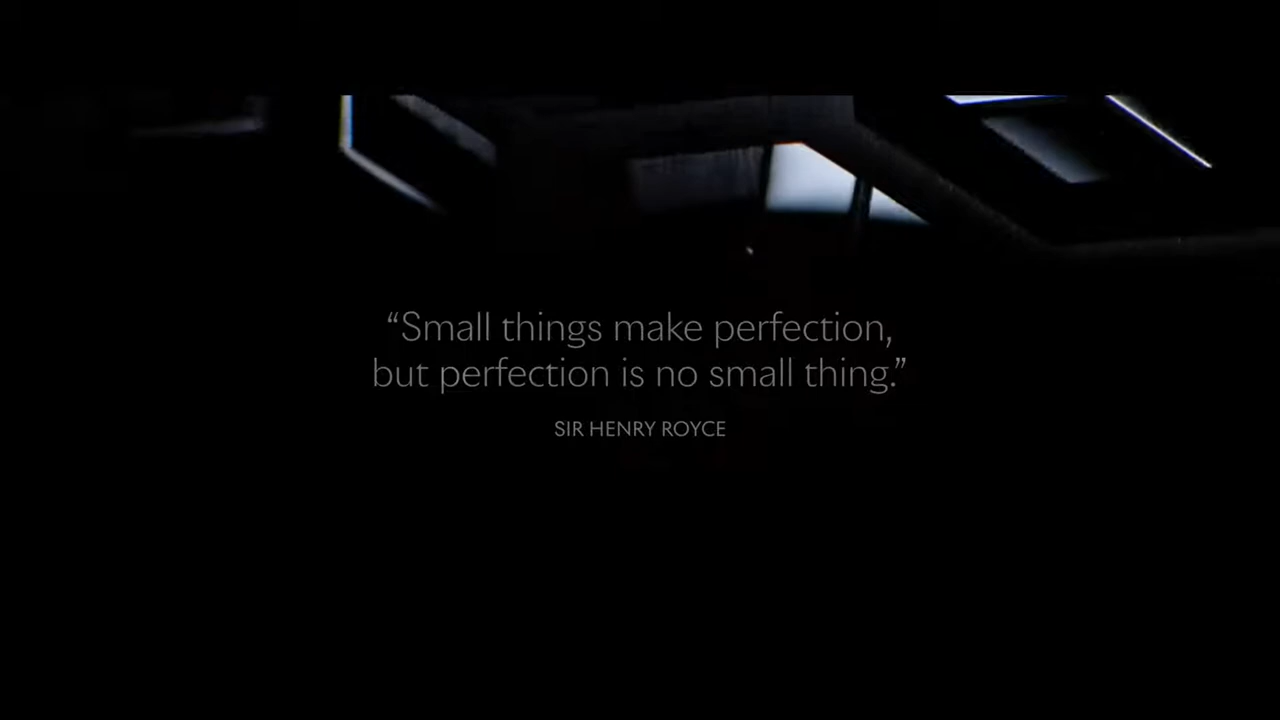 “Small things make perfection,
but perfection is no small thing.”
SIR HENRY ROYCE